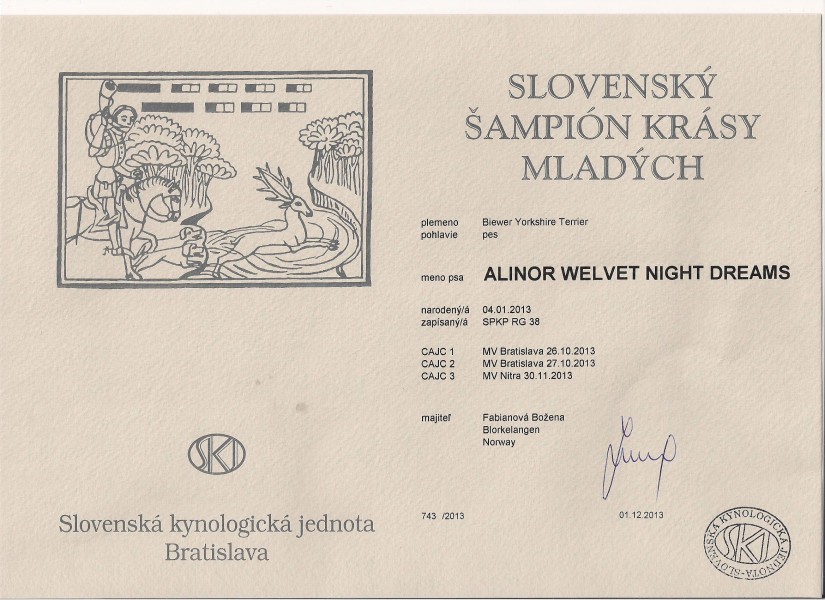 SLOVENSKÝ
ŠAMPIÓN KRÁSY
MLADÝCH
plemeno Biewer Yorkshire Terrier
pohlavie pes
meno psa ALINOR WELVET NIGHT DREAMS
narodený/á 04.01.2013
zapísaný/á SPKP RG 38
CAJC 1 MV Bratislava 26.10.2013
CAJC 2 MV Bratislava 27.10.2013
CAJC 3 MV Nitra 30.11.2013
majiteľ Fabianová Božena
Blorkelangen
Norway
743 /2013 01.12.2013
SKJ
Slovenská kynologická jednota
Bratislava
SLOVENSKÁ KYNOLOGICKÁ JEDNOTA
SKJ